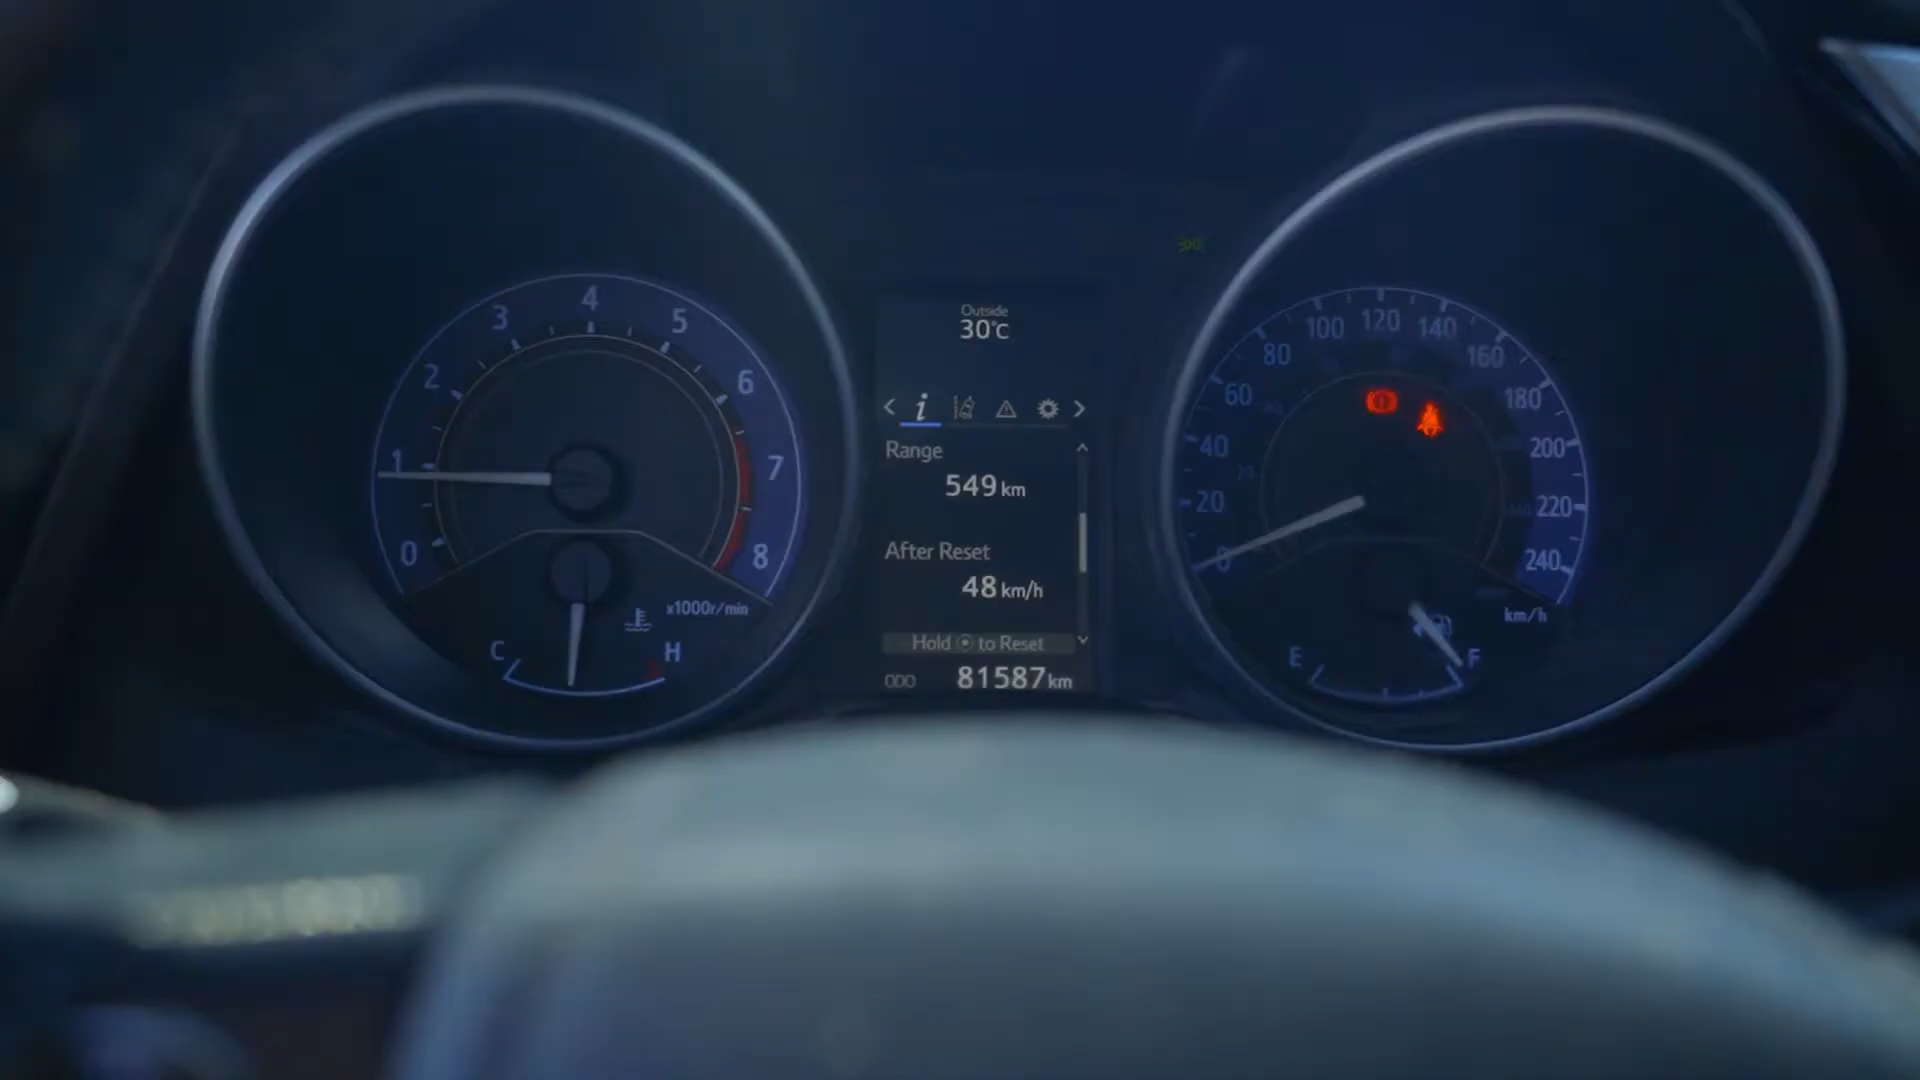 0
1
2
3
4
5
6
7
8
x1000r/min
C
H
Outside
30°C
Range
549 km
After Reset
48 km/h
Hold to Reset
ODO 81587 km
0
20
40
60
80
100
120
140
160
180
200
220
240
km/h
E
F